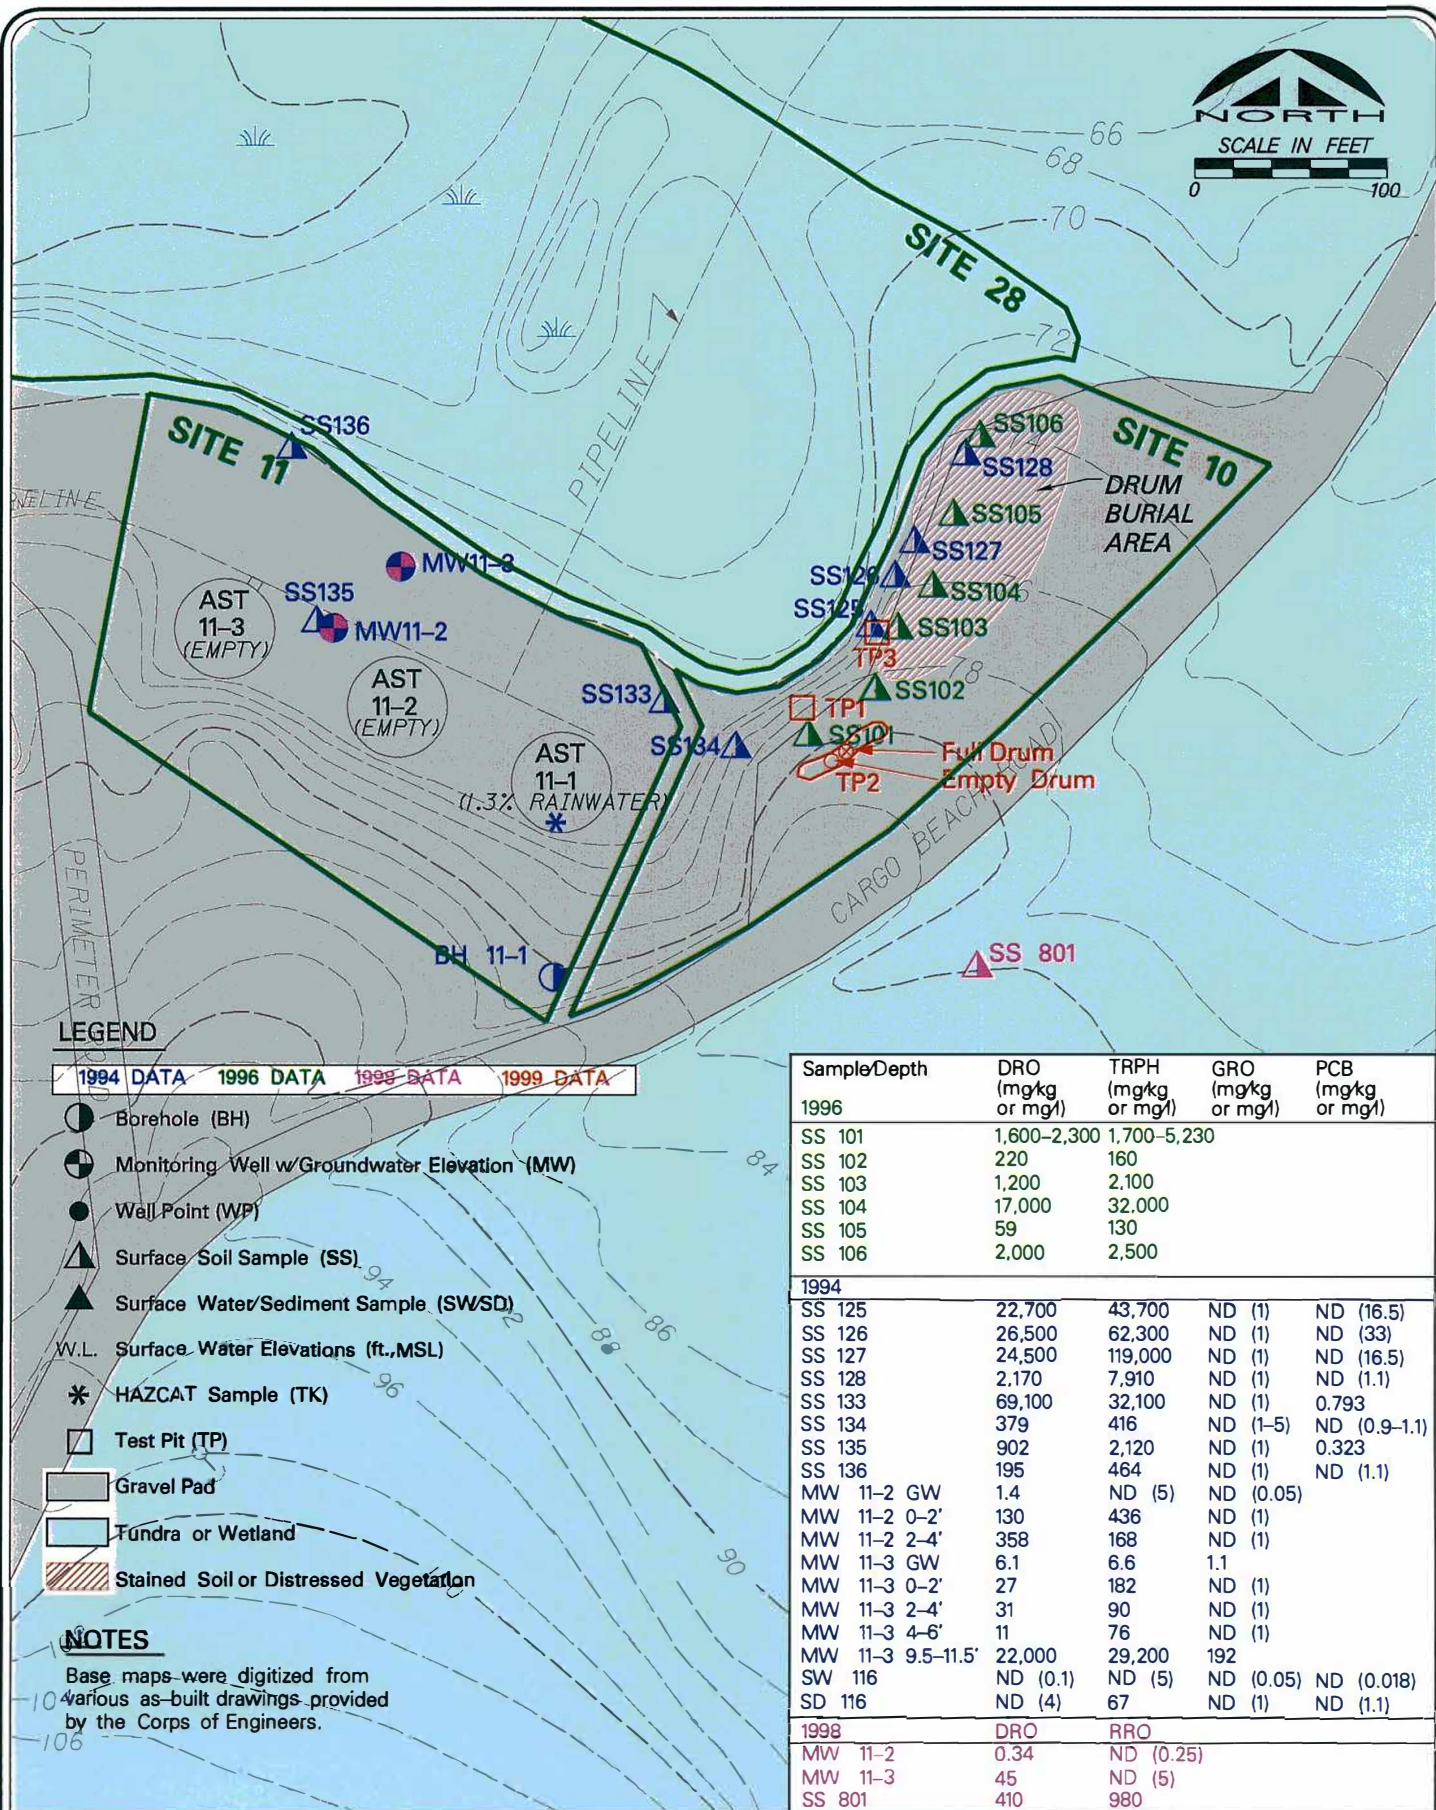 NORTH
SCALE IN FEET
0 100
66
68
70
72
SITE 28
SITE 11
SITE 10
SS136
PIPELINE
PIPELINE
MW11-3
SS135
MW11-2
AST
11-3
(EMPTY)
AST
11-2
(EMPTY)
AST
11-1
(1.3% RAINWATER)
SS133
SS134
BH 11-1
SS106
74
SS128
DRUM
BURIAL
AREA
SS105
SS127
SS126
SS104
SS125
SS103
TP3
78
SS102
TP1
SS101
Full Drum
Empty Drum
TP2
CARGO BEACH ROAD
SS 801
PERIMETER ROAD
84
86
88
90
92
94
96
104
106
LEGEND
1994 DATA 1996 DATA 1998 DATA 1999 DATA
Borehole (BH)
Monitoring Well w/Groundwater Elevation (MW)
Well Point (WP)
Surface Soil Sample (SS)
Surface Water/Sediment Sample (SW/SD)
W.L. Surface Water Elevations (ft.,MSL)
HAZCAT Sample (TK)
Test Pit (TP)
Gravel Pad
Tundra or Wetland
Stained Soil or Distressed Vegetation
NOTES
Base maps were digitized from
various as-built drawings provided
by the Corps of Engineers.
Sample/Depth DRO TRPH GRO PCB
(mg/kg (mg/kg (mg/kg (mg/kg
1996 or mg/l) or mg/l) or mg/l) or mg/l)
SS 101 1,600-2,300 1,700-5,230
SS 102 220 160
SS 103 1,200 2,100
SS 104 17,000 32,000
SS 105 59 130
SS 106 2,000 2,500
1994
SS 125 22,700 43,700 ND (1) ND (16.5)
SS 126 26,500 62,300 ND (1) ND (33)
SS 127 24,500 119,000 ND (1) ND (16.5)
SS 128 2,170 7,910 ND (1) ND (1.1)
SS 133 69,100 32,100 ND (1) 0.793
SS 134 379 416 ND (1-5) ND (0.9-1.1)
SS 135 902 2,120 ND (1) 0.323
SS 136 195 464 ND (1) ND (1.1)
MW 11-2 GW 1.4 ND (5) ND (0.05)
MW 11-2 0-2' 130 436 ND (1)
MW 11-2 2-4' 358 168 ND (1)
MW 11-3 GW 6.1 6.6 1.1
MW 11-3 0-2' 27 182 ND (1)
MW 11-3 2-4' 31 90 ND (1)
MW 11-3 4-6' 11 76 ND (1)
MW 11-3 9.5-11.5' 22,000 29,200 192
SW 116 ND (0.1) ND (5) ND (0.05) ND (0.018)
SD 116 ND (4) 67 ND (1) ND (1.1)
1998 DRO RRO
MW 11-2 0.34 ND (0.25)
MW 11-3 45 ND (5)
SS 801 410 980